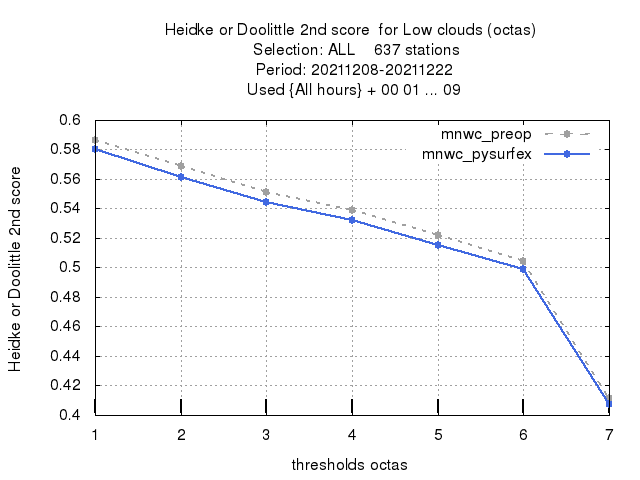 Heidke or Doolittle 2nd score  for Low clouds (octas)
Selection: ALL    637 stations
Period: 20211208-20211222
Used {All hours} + 00 01 ... 09
mnwc_preop
mnwc_pysurfex
Heidke or Doolittle 2nd score
0.6
0.58
0.56
0.54
0.52
0.5
0.48
0.46
0.44
0.42
0.4
1 2 3 4 5 6 7
thresholds octas